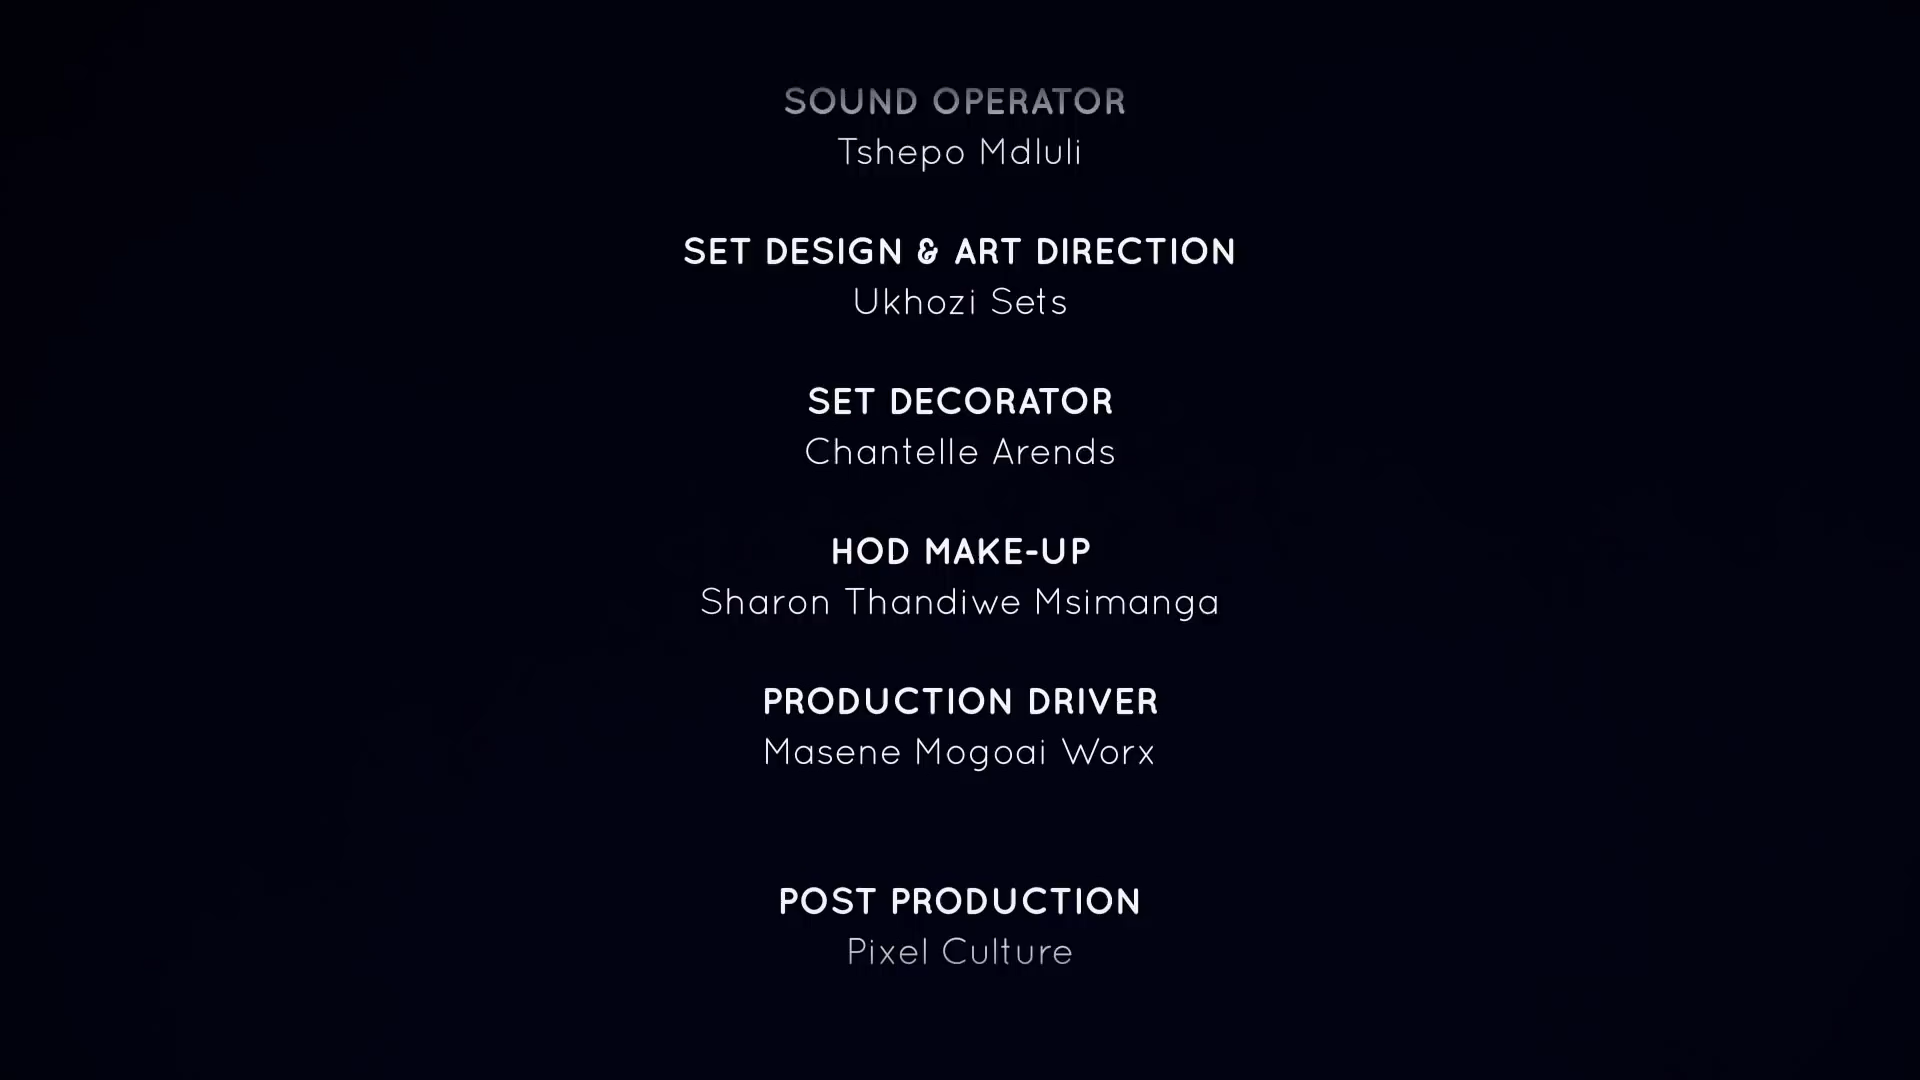 SOUND OPERATOR
Tshepo Mdluli
SET DESIGN & ART DIRECTION
Ukhozi Sets
SET DECORATOR
Chantelle Arends
HOD MAKE-UP
Sharon Thandiwe Msimanga
PRODUCTION DRIVER
Masene Mogoai Worx
POST PRODUCTION
Pixel Culture